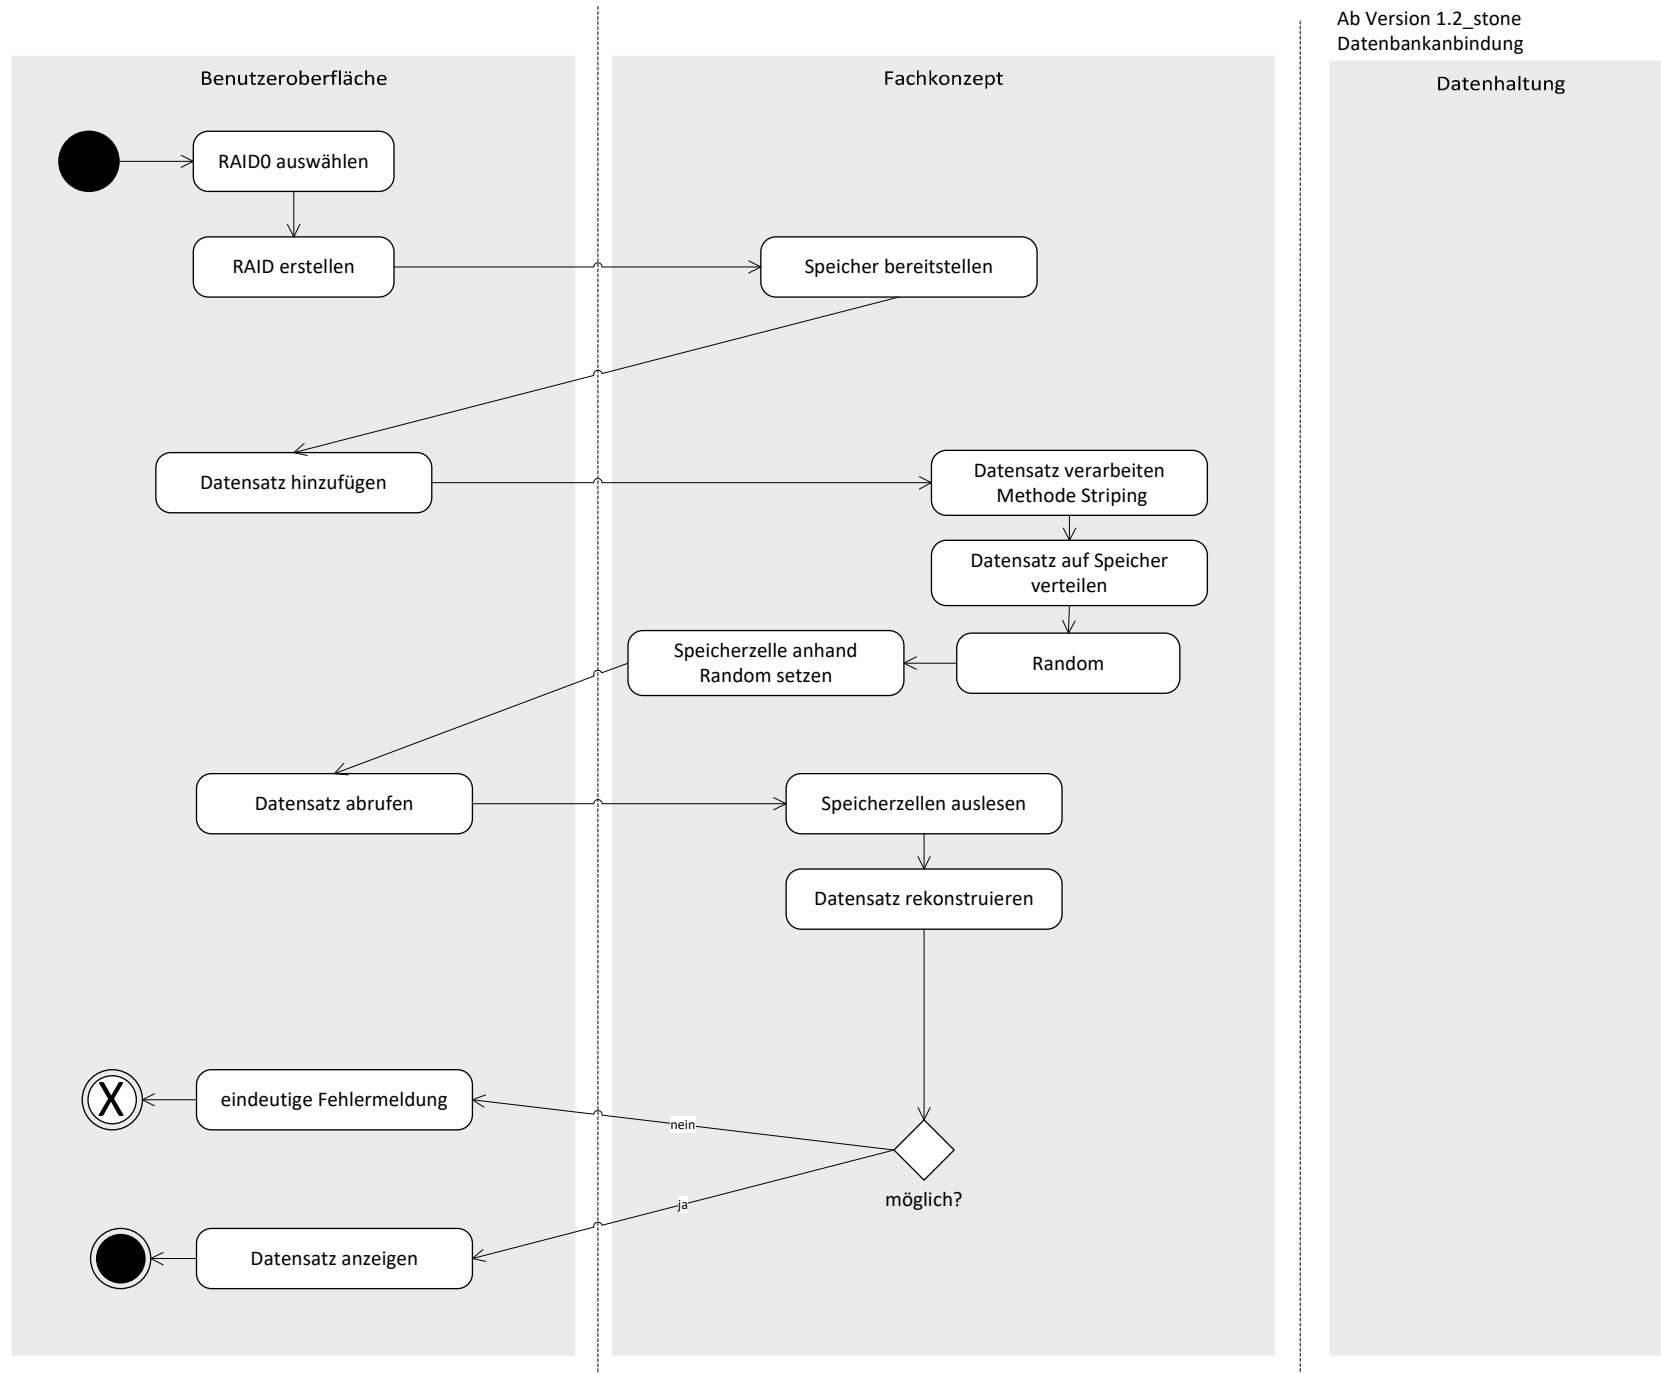 Ab Version 1.2_stone
Datenbankanbindung
Benutzeroberfläche
Fachkonzept
Datenhaltung
RAID0 auswählen
RAID erstellen
Speicher bereitstellen
Datensatz hinzufügen
Datensatz verarbeiten
Methode Striping
Datensatz auf Speicher
verteilen
Speicherzelle anhand
Random setzen
Random
Datensatz abrufen
Speicherzellen auslesen
Datensatz rekonstruieren
X
eindeutige Fehlermeldung
nein
möglich?
ja
Datensatz anzeigen